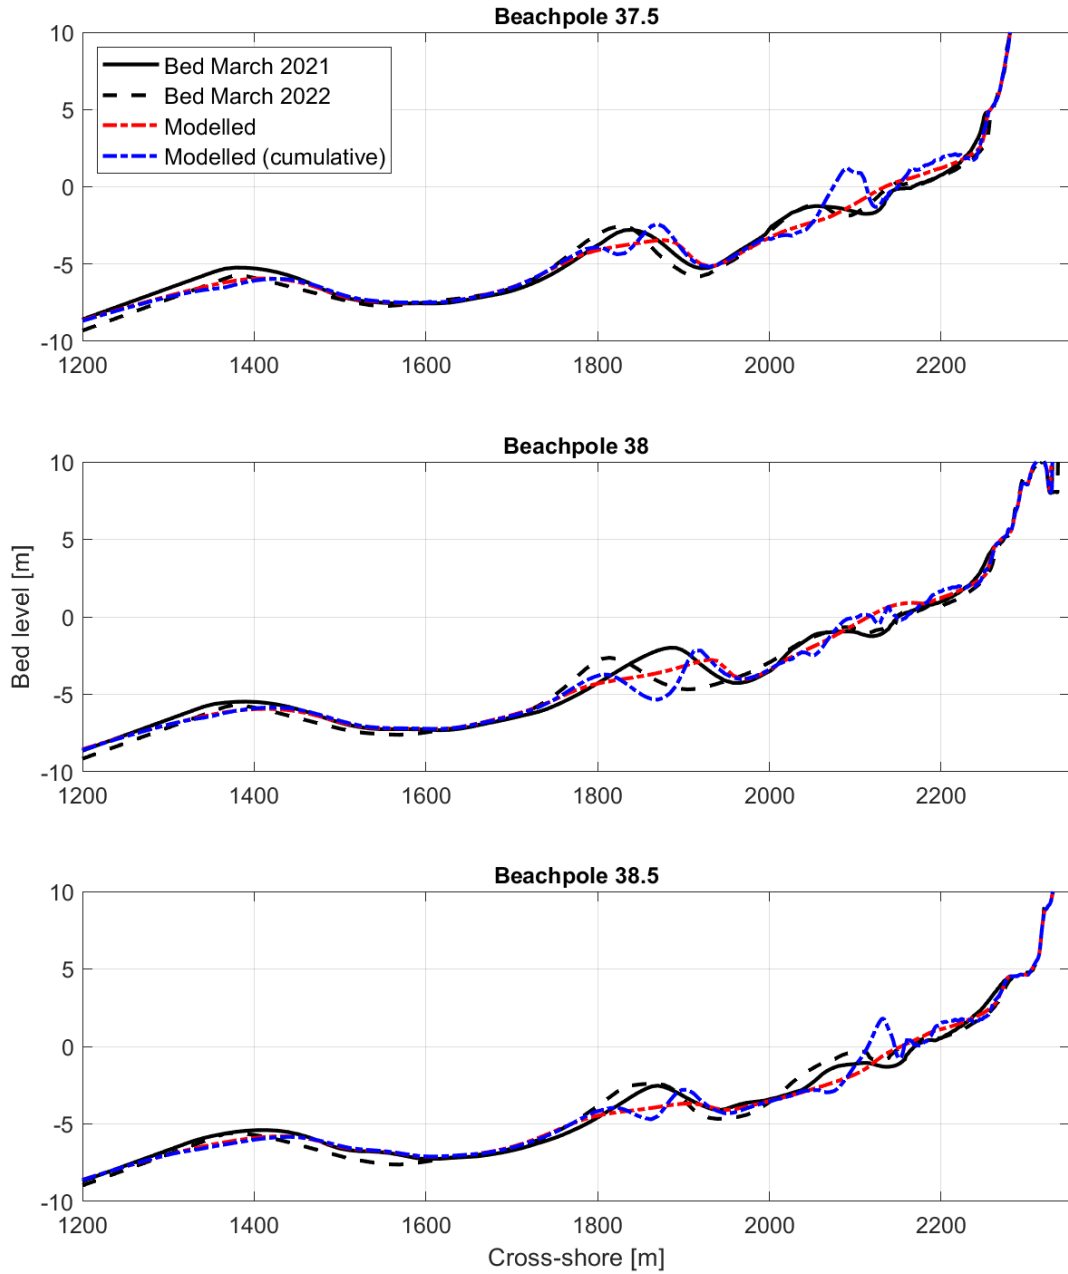 Beachpole 37.5
10
5
0
-5
-10
Bed March 2021
Bed March 2022
Modelled
Modelled (cumulative)
1200 1400 1600 1800 2000 2200
Beachpole 38
10
5
0
-5
-10
Bed level [m]
1200 1400 1600 1800 2000 2200
Beachpole 38.5
10
5
0
-5
-10
1200 1400 1600 1800 2000 2200
Cross-shore [m]